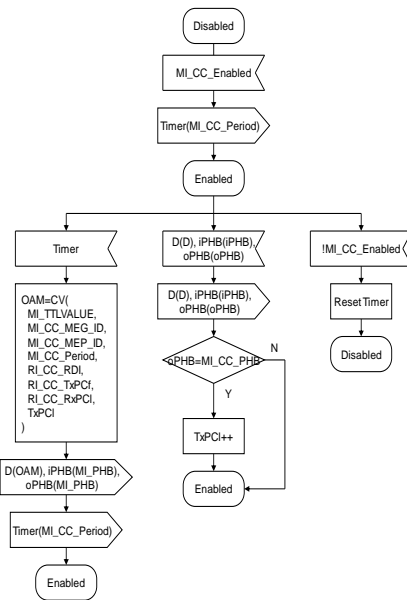 Disabled
MI_CC_Enabled
Timer(MI_CC_Period)
Enabled
Timer
D(D), iPHB(iPHB),
oPHB(oPHB)
!MI_CC_Enabled
OAM=CV(
MI_TTLVALUE,
MI_CC_MEG_ID,
MI_CC_MEP_ID,
MI_CC_Period,
RI_CC_RDI,
RI_CC_TxPCf,
RI_CC_RxPCl,
TxPCl
)
D(D), iPHB(iPHB),
oPHB(oPHB)
Reset Timer
oPHB=MI_CC_PHB
N
Disabled
Y
TxPCl++
D(OAM), iPHB(MI_PHB),
oPHB(MI_PHB)
Enabled
Timer(MI_CC_Period)
Enabled